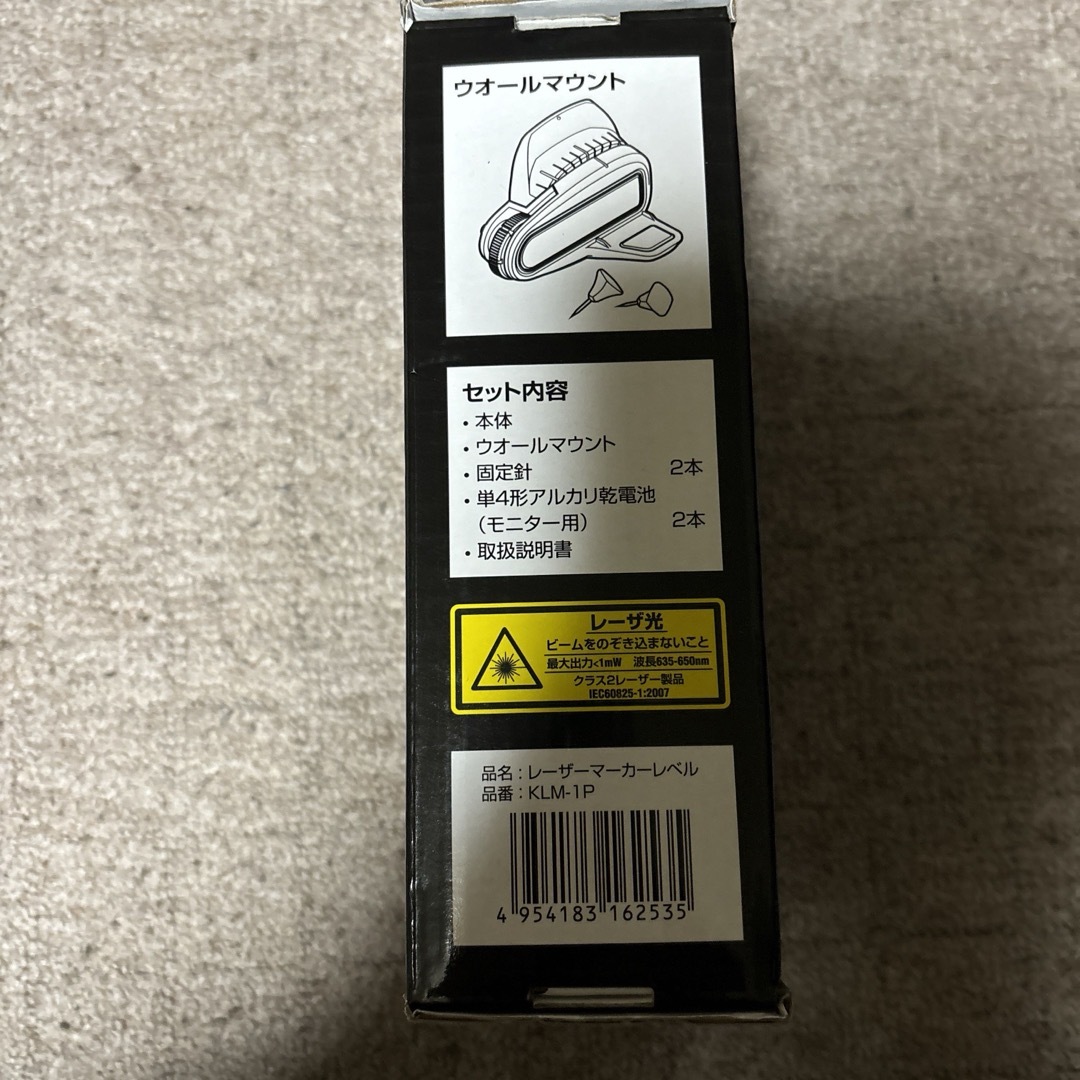 ウオールマウント
セット内容
・本体
・ウオールマウント
・固定針 2本
・単4形アルカリ乾電池
（モニター用） 2本
・取扱説明書
レーザ光
ビームをのぞき込まないこと
最大出力<1mW 波長635-650nm
クラス2レーザー製品
IEC60825-1:2007
品名：レーザーマーカーレベル
品番：KLM-1P
4 954183 162535